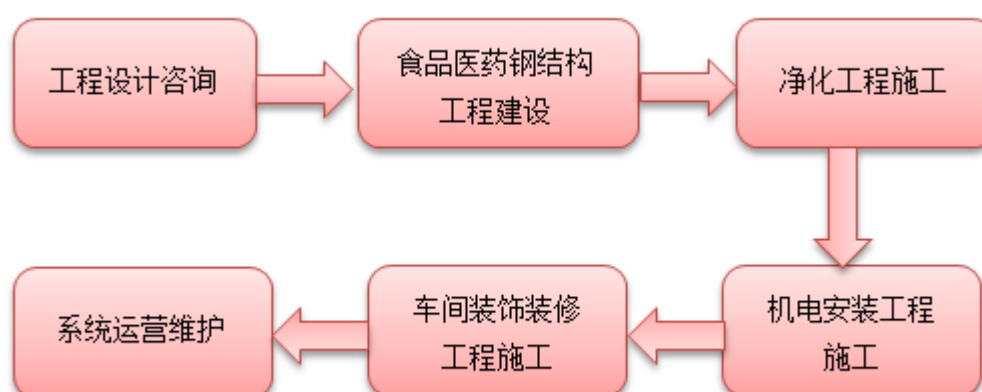 工程设计咨询
食品医药钢结构
工程建设
净化工程施工
机电安装工程
施工
车间装饰装修
工程施工
系统运营维护